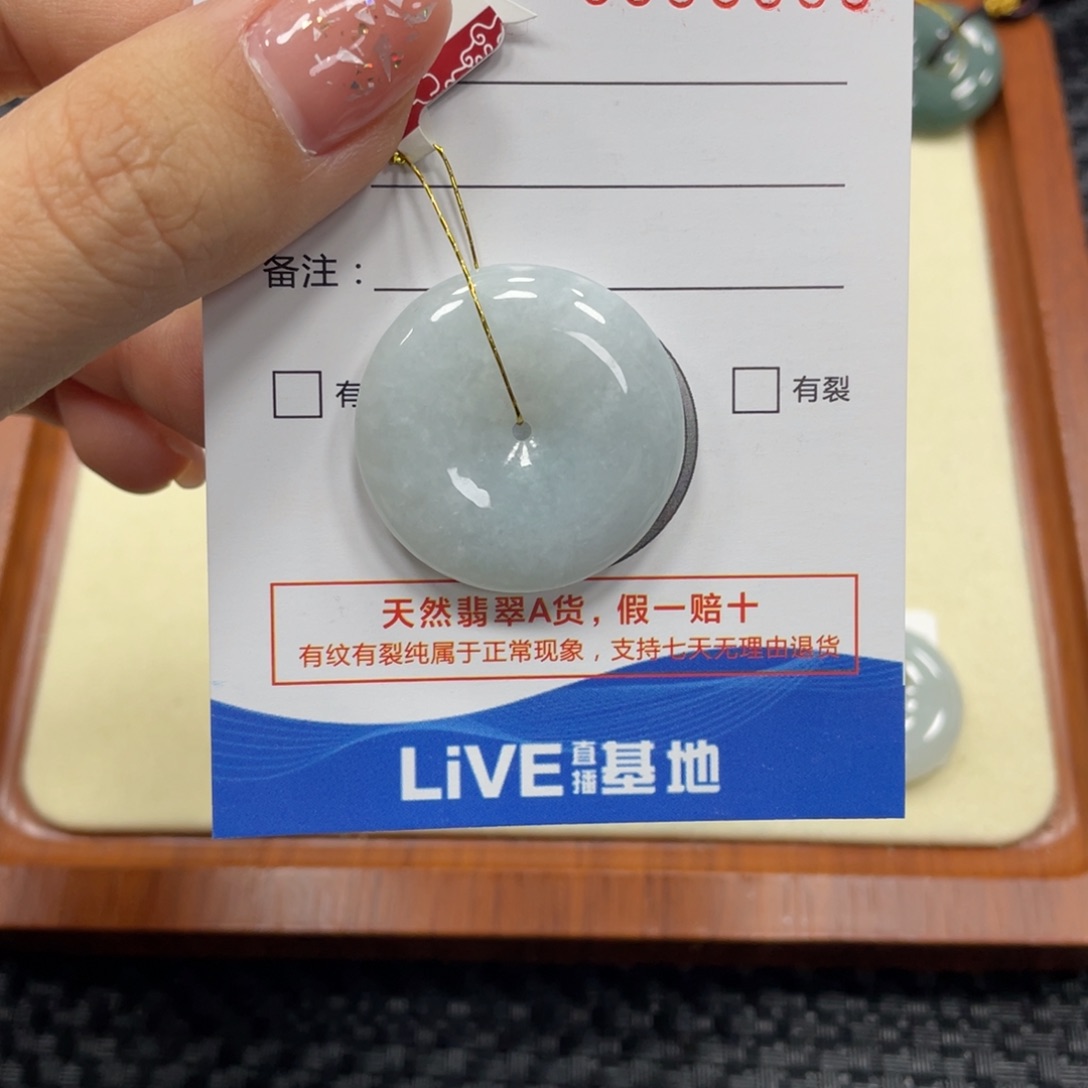 备注：
有
有裂
天然翡翠A货，假一赔十
有纹有裂纯属于正常现象，支持七天无理由退货
LiVE直播基地